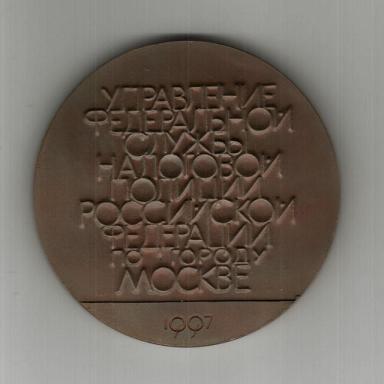 УПРАВЛЕНИЕ
ФЕДЕРАЛЬНОЙ
СЛУЖБЫ
НАЛОГОВОЙ
ПОЛИЦИИ
РОССИЙСКОЙ
ФЕДЕРАЦИИ
ПО ГОРОДУ
МОСКВЕ
1997